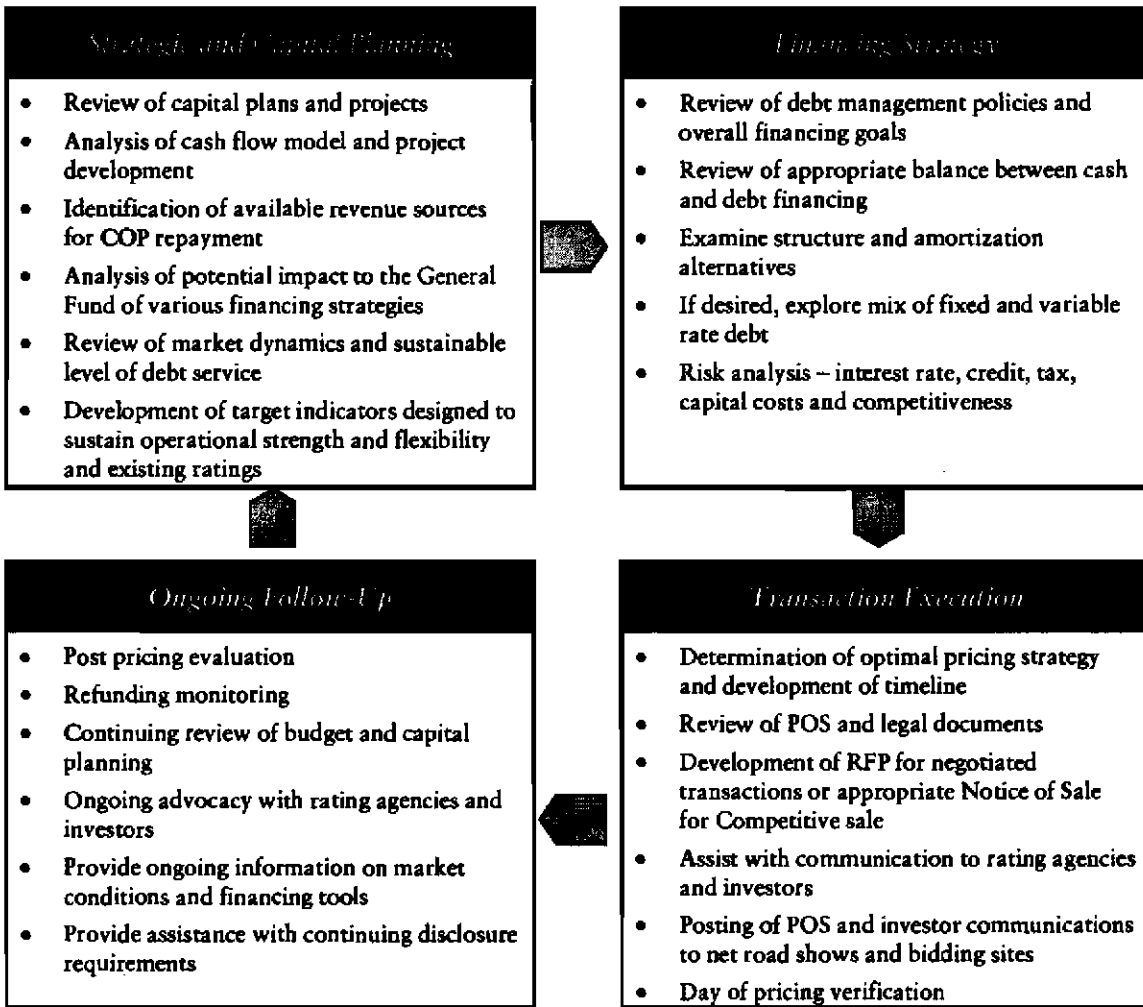 Strategic and Capital Planning
• Review of capital plans and projects
• Analysis of cash flow model and project
development
• Identification of available revenue sources
for COP repayment
• Analysis of potential impact to the General
Fund of various financing strategies
• Review of market dynamics and sustainable
level of debt service
• Development of target indicators designed to
sustain operational strength and flexibility
and existing ratings
Financing Strategy
• Review of debt management policies and
overall financing goals
• Review of appropriate balance between cash
and debt financing
• Examine structure and amortization
alternatives
• If desired, explore mix of fixed and variable
rate debt
• Risk analysis – interest rate, credit, tax,
capital costs and competitiveness
Ongoing Follow-Up
• Post pricing evaluation
• Refunding monitoring
• Continuing review of budget and capital
planning
• Ongoing advocacy with rating agencies and
investors
• Provide ongoing information on market
conditions and financing tools
• Provide assistance with continuing disclosure
requirements
Transaction Execution
• Determination of optimal pricing strategy
and development of timeline
• Review of POS and legal documents
• Development of RFP for negotiated
transactions or appropriate Notice of Sale
for Competitive sale
• Assist with communication to rating agencies
and investors
• Posting of POS and investor communications
to net road shows and bidding sites
• Day of pricing verification